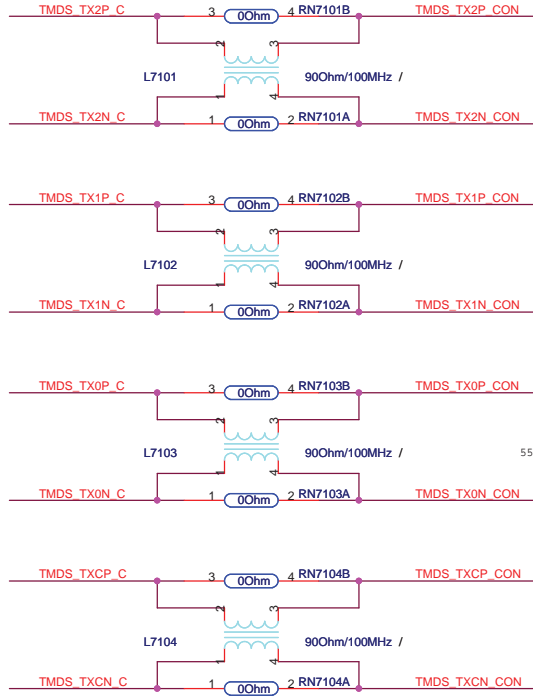 TMDS_TX2P_C 3 0Ohm 4 RN7101B TMDS_TX2P_CON
2 3
L7101 90Ohm/100MHz /
1 4
TMDS_TX2N_C 1 0Ohm 2 RN7101A TMDS_TX2N_CON
TMDS_TX1P_C 3 0Ohm 4 RN7102B TMDS_TX1P_CON
2 3
L7102 90Ohm/100MHz /
1 4
TMDS_TX1N_C 1 0Ohm 2 RN7102A TMDS_TX1N_CON
TMDS_TX0P_C 3 0Ohm 4 RN7103B TMDS_TX0P_CON
2 3
L7103 90Ohm/100MHz / 55
1 4
TMDS_TX0N_C 1 0Ohm 2 RN7103A TMDS_TX0N_CON
TMDS_TXCP_C 3 0Ohm 4 RN7104B TMDS_TXCP_CON
2 3
L7104 90Ohm/100MHz /
1 4
TMDS_TXCN_C 1 0Ohm 2 RN7104A TMDS_TXCN_CON